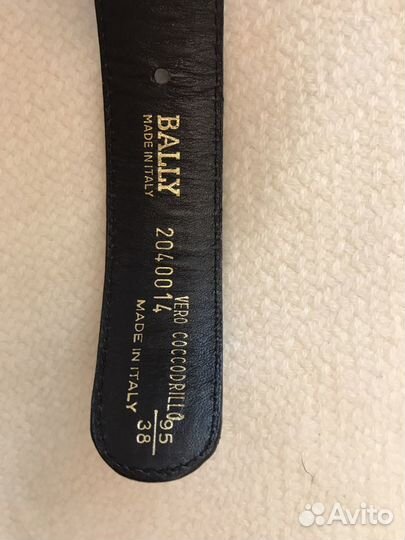 BALLY
MADE IN ITALY
2040014
VERO COCCODRILLO
MADE IN ITALY
95
38
Avito